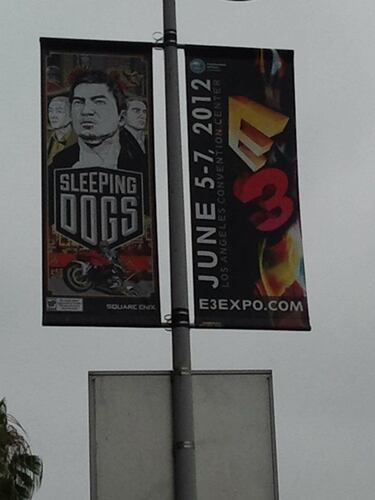 SLEEPING
DOGS
SQUARE ENIX
JUNE 5-7, 2012
LOS ANGELES CONVENTION CENTER
E3
E3EXPO.COM